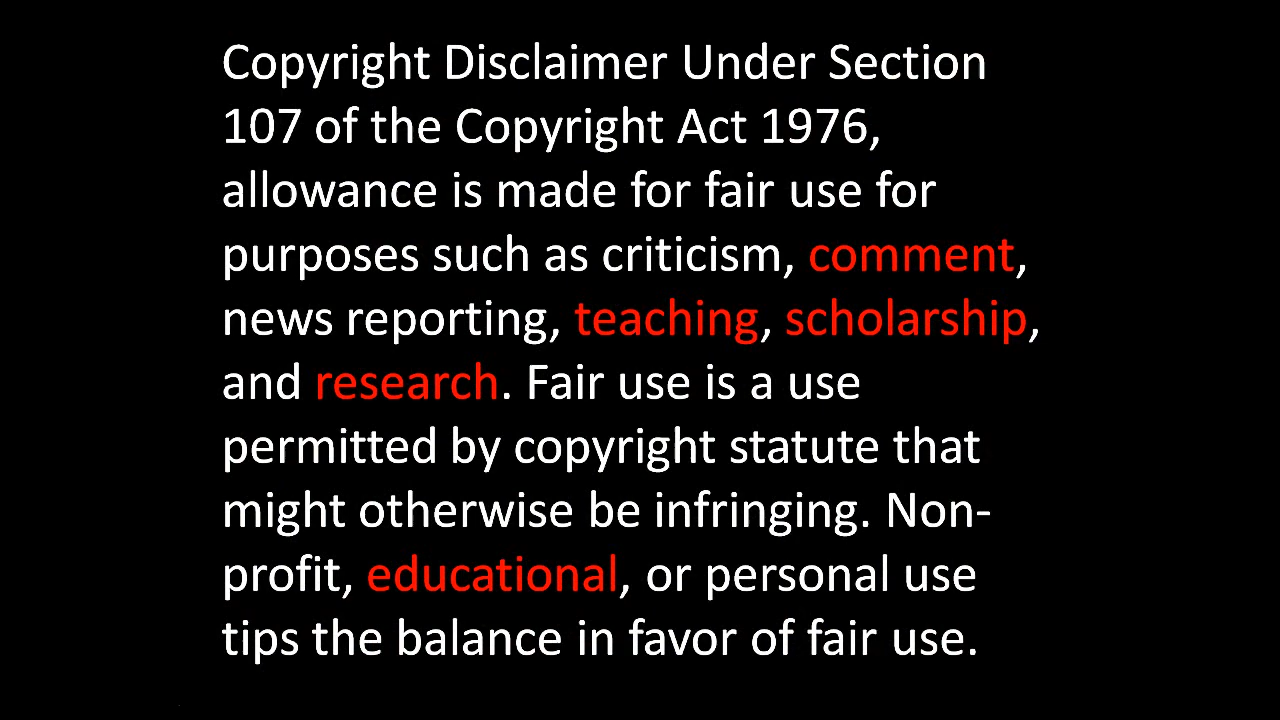 Copyright Disclaimer Under Section
107 of the Copyright Act 1976,
allowance is made for fair use for
purposes such as criticism, comment,
news reporting, teaching, scholarship,
and research. Fair use is a use
permitted by copyright statute that
might otherwise be infringing. Non-
profit, educational, or personal use
tips the balance in favor of fair use.